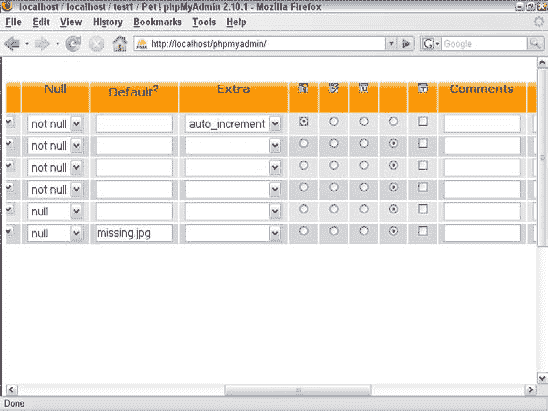 localhost / localhost / test1 / Pet | phpMyAdmin 2.10.1 - Mozilla Firefox
File Edit View History Bookmarks Tools Help
http://localhost/phpmyadmin/ Google
Null Default² Extra Comments
not null auto_increment
not null
not null
not null
null
null missing.jpg
Done